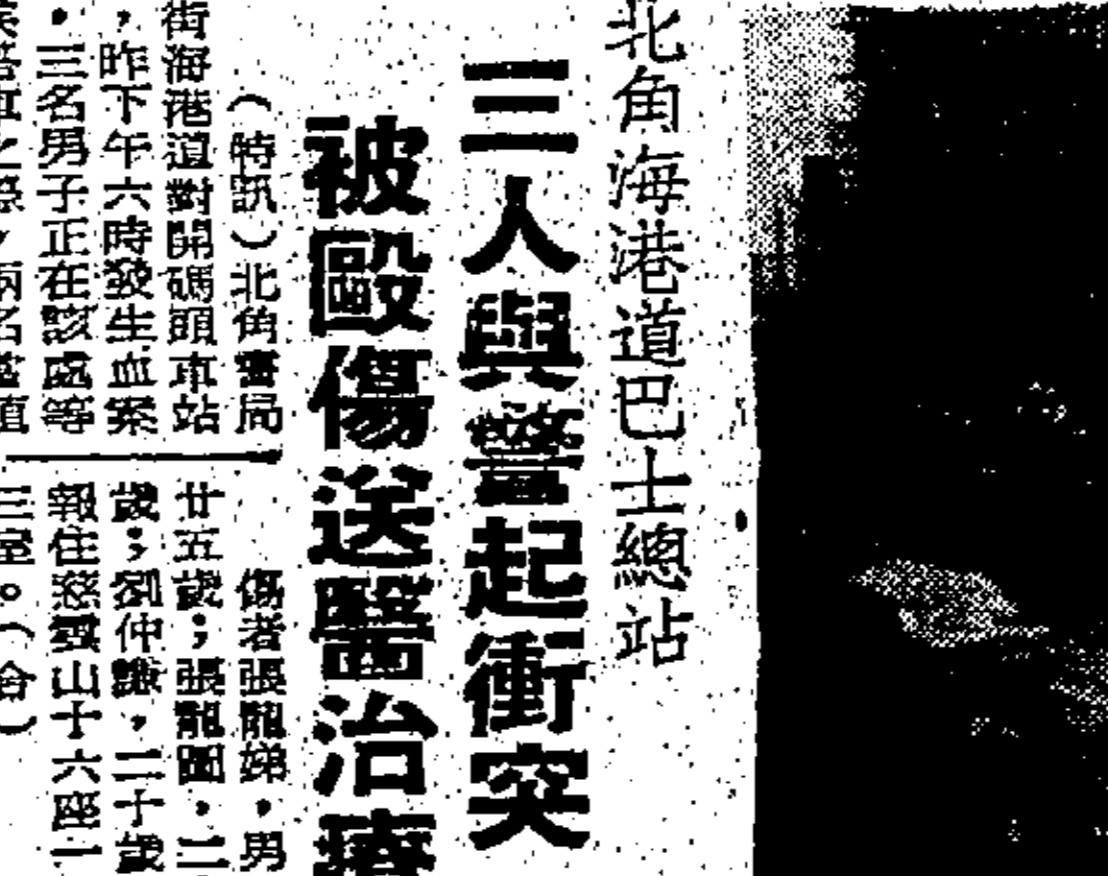 北角海港道巴士總站
三人與警起衝突
被毆傷送醫治療
（特訊）北角書局
街海港道對開碼頭車站
，昨下午六時發生血案
。三名男子正在該處等
傷者張龍娣，男
廿五歲；張龍圖，二
歲；劉仲謙，二十歲
報住慈雲山十六座一
三室。（合）